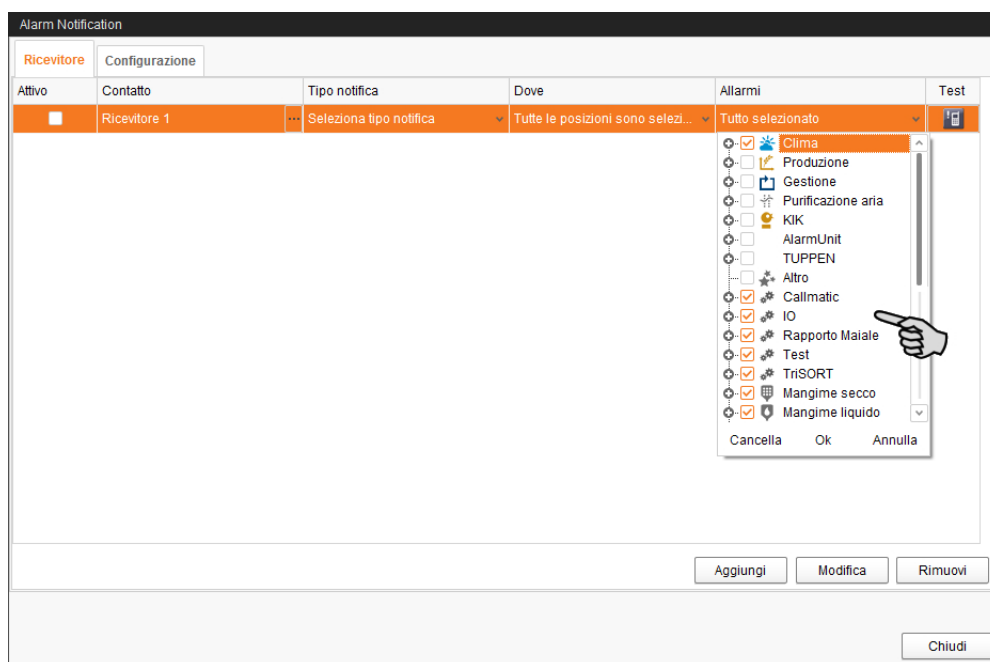 Alarm Notification
Ricevitore Configurazione
Attivo Contatto Tipo notifica Dove Allarmi Test
Ricevitore 1 ... Seleziona tipo notifica Tutte le posizioni sono selezi... Tutto selezionato
Clima
Produzione
Gestione
Purificazione aria
KIK
AlarmUnit
TUPPEN
Altro
Callmatic
IO
Rapporto Maiale
Test
TriSORT
Mangime secco
Mangime liquido
Cancella Ok Annulla
Aggiungi Modifica Rimuovi
Chiudi